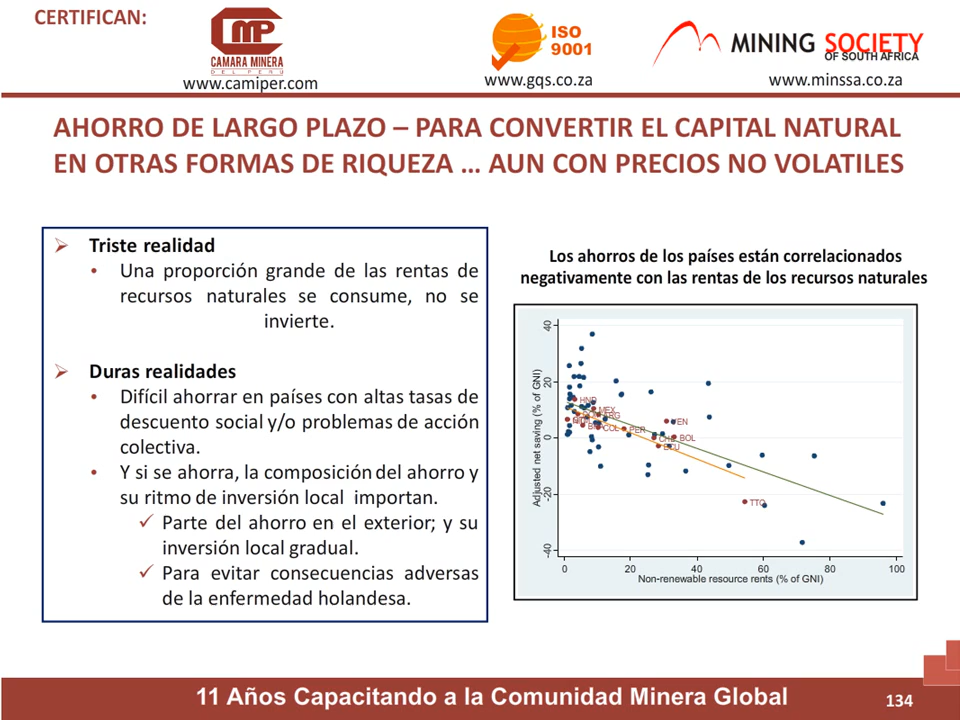 CERTIFICAN:
CMP
CAMARA MINERA
DEL PERU
www.camiper.com
ISO
9001
www.gqs.co.za
MINING SOCIETY
OF SOUTH AFRICA
www.minssa.co.za
AHORRO DE LARGO PLAZO – PARA CONVERTIR EL CAPITAL NATURAL
EN OTRAS FORMAS DE RIQUEZA ... AUN CON PRECIOS NO VOLATILES
Triste realidad
• Una proporción grande de las rentas de
recursos naturales se consume, no se
invierte.
Duras realidades
• Difícil ahorrar en países con altas tasas de
descuento social y/o problemas de acción
colectiva.
• Y si se ahorra, la composición del ahorro y
su ritmo de inversión local importan.
✓ Parte del ahorro en el exterior; y su
inversión local gradual.
✓ Para evitar consecuencias adversas
de la enfermedad holandesa.
Los ahorros de los países están correlacionados
negativamente con las rentas de los recursos naturales
Adjusted net saving (% of GNI)
40
20
0
-20
-40
HND
MEX
COL
PER
VEN
BOL
ECU
TTO
0 20 40 60 80 100
Non-renewable resource rents (% of GNI)
11 Años Capacitando a la Comunidad Minera Global
134